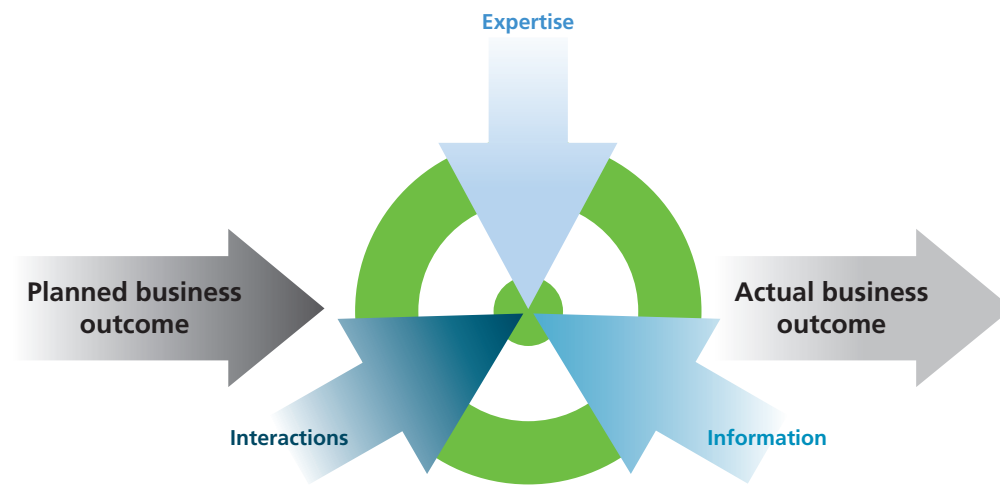 Expertise
Planned business
outcome
Actual business
outcome
Interactions
Information